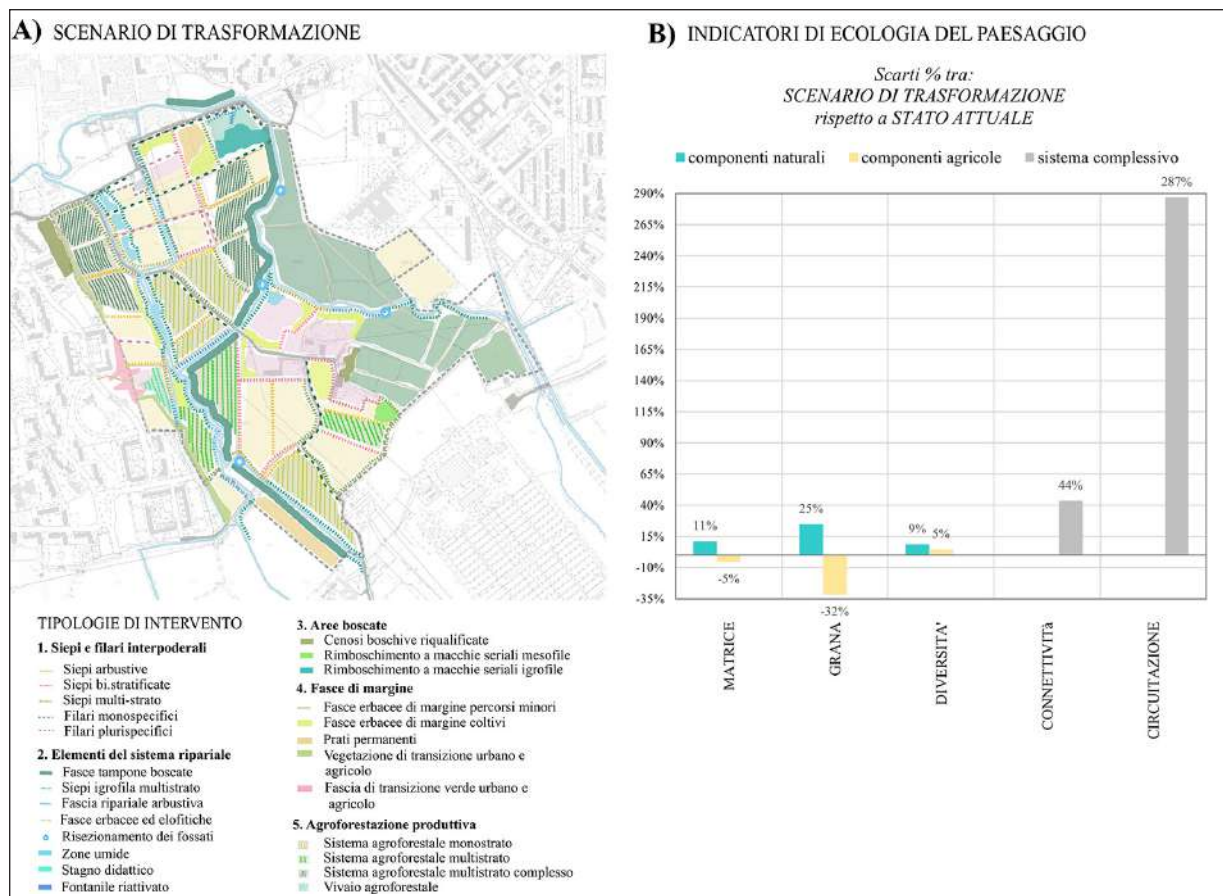 A) SCENARIO DI TRASFORMAZIONE
TIPOLOGIE DI INTERVENTO
1. Siepi e filari interpoderali
Siepi arbustive
Siepi bi.stratificate
Siepi multi-strato
Filari monospecifici
Filari plurispecifici
2. Elementi del sistema ripariale
Fasce tampone boscate
Siepi igrofila multistrato
Fascia ripariale arbustiva
Fasce erbacee ed elofitiche
Risezionamento dei fossati
Zone umide
Stagno didattico
Fontanile riattivato
3. Aree boscate
Cenosi boschive riqualificate
Rimboschimento a macchie seriali mesofile
Rimboschimento a macchie seriali igrofile
4. Fasce di margine
Fasce erbacee di margine percorsi minori
Fasce erbacee di margine coltivi
Prati permanenti
Vegetazione di transizione urbano e
agricolo
Fascia di transizione verde urbano e
agricolo
5. Agroforestazione produttiva
Sistema agroforestale monostrato
Sistema agroforestale multistrato
Sistema agroforestale multistrato complesso
Vivaio agroforestale
B) INDICATORI DI ECOLOGIA DEL PAESAGGIO
Scarti % tra:
SCENARIO DI TRASFORMAZIONE
rispetto a STATO ATTUALE
componenti naturali componenti agricole sistema complessivo
290%
265%
240%
215%
190%
165%
140%
115%
90%
65%
40%
15%
-10%
-35%
11%
-5%
25%
-32%
9%
5%
44%
287%
MATRICE
GRANA
DIVERSITA'
CONNETTIVITà
CIRCUITAZIONE